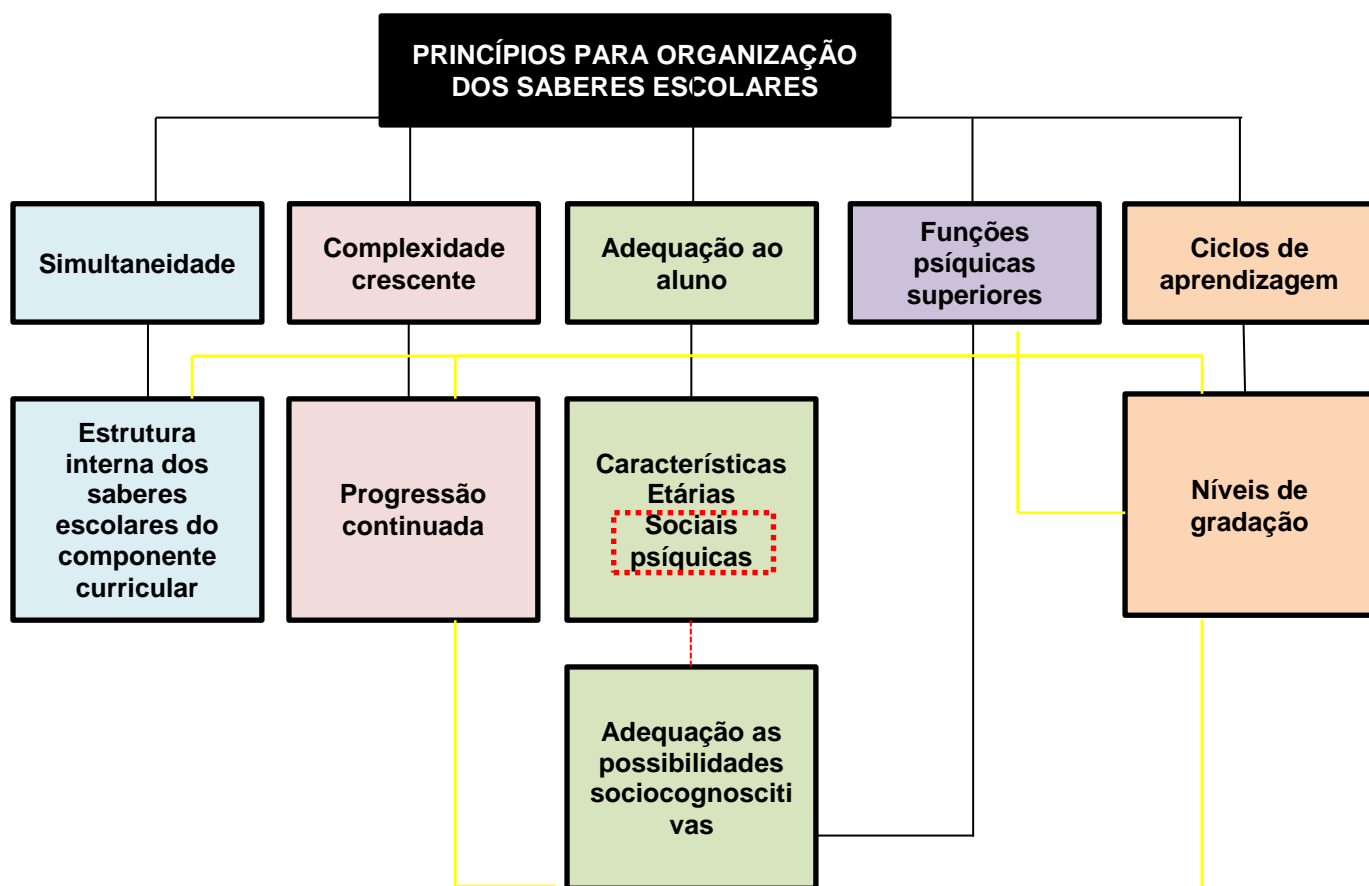 PRINCÍPIOS PARA ORGANIZAÇÃO
DOS SABERES ESCOLARES
Simultaneidade
Complexidade
crescente
Adequação ao
aluno
Funções
psíquicas
superiores
Ciclos de
aprendizagem
Estrutura
interna dos
saberes
escolares do
componente
curricular
Progressão
continuada
Características
Etárias
Sociais
psíquicas
Níveis de
gradação
Adequação as
possibilidades
sociocognosciti
vas